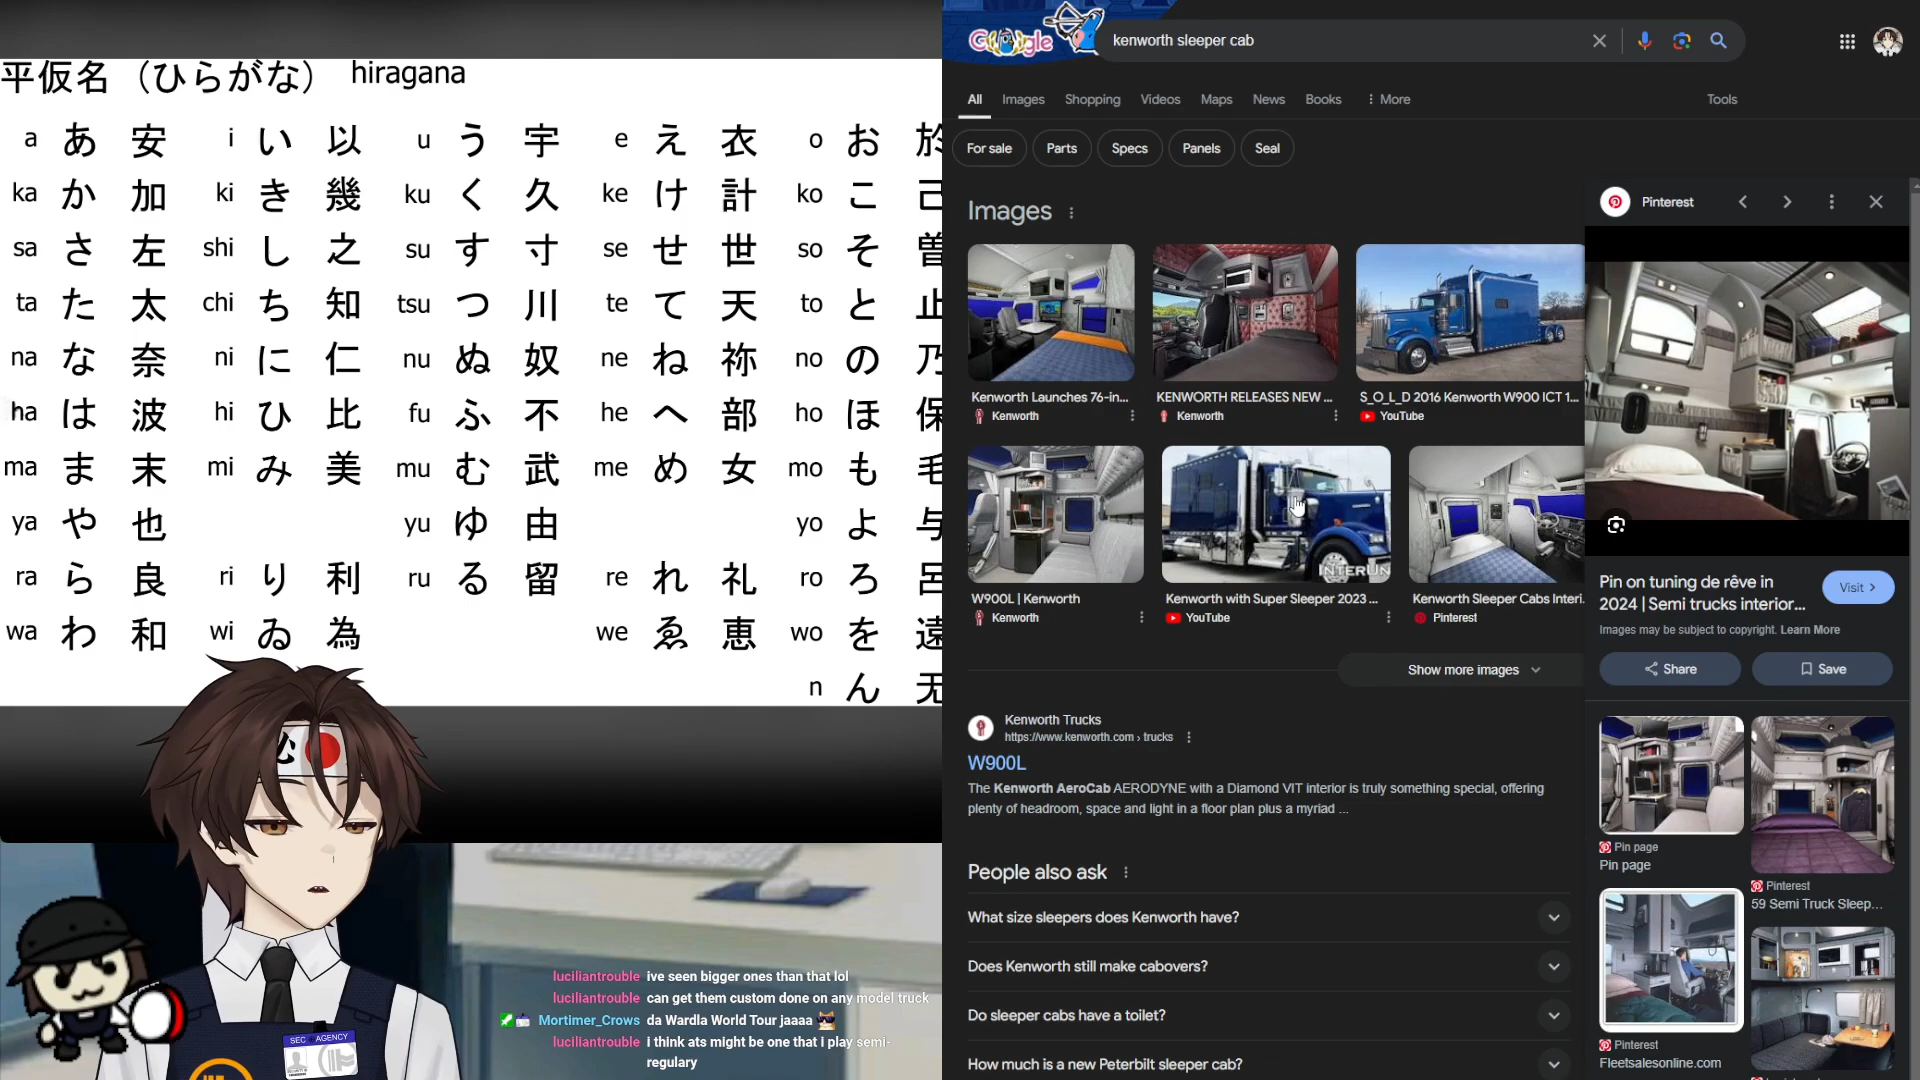 平仮名（ひらがな） hiragana
a あ 安 i い 以 u う 宇 e え 衣 o お 於
ka か 加 ki き 幾 ku く 久 ke け 計 ko こ 己
sa さ 左 shi し 之 su す 寸 se せ 世 so そ 曽
ta た 太 chi ち 知 tsu つ 川 te て 天 to と 止
na な 奈 ni に 仁 nu ぬ 奴 ne ね 祢 no の 乃
ha は 波 hi ひ 比 fu ふ 不 he へ 部 ho ほ 保
ma ま 末 mi み 美 mu む 武 me め 女 mo も 毛
ya や 也 yu ゆ 由 yo よ 与
ra ら 良 ri り 利 ru る 留 re れ 礼 ro ろ 呂
wa わ 和 wi ゐ 為 we ゑ 恵 wo を 遠
n ん 无
SEC AGENCY
luciliantrouble ive seen bigger ones than that lol
luciliantrouble can get them custom done on any model truck
Mortimer_Crows da Wardla World Tour jaaaa
luciliantrouble i think ats might be one that i play semi-
regulary
Google
kenworth sleeper cab
All Images Shopping Videos Maps News Books More Tools
For sale Parts Specs Panels Seal
Images
Kenworth Launches 76-in...
Kenworth
KENWORTH RELEASES NEW ...
Kenworth
S_O_L_D 2016 Kenworth W900 ICT 1...
YouTube
INTERUN
W900L | Kenworth
Kenworth
Kenworth with Super Sleeper 2023 ...
YouTube
Kenworth Sleeper Cabs Interi.
Pinterest
Show more images
Kenworth Trucks
https://www.kenworth.com › trucks
W900L
The Kenworth AeroCab AERODYNE with a Diamond VIT interior is truly something special, offering
plenty of headroom, space and light in a floor plan plus a myriad ...
People also ask
What size sleepers does Kenworth have?
Does Kenworth still make cabovers?
Do sleeper cabs have a toilet?
How much is a new Peterbilt sleeper cab?
Pinterest
Pin on tuning de rêve in
2024 | Semi trucks interior...
Visit
Images may be subject to copyright. Learn More
Share Save
Pin page
Pin page
Pinterest
59 Semi Truck Sleep...
Pinterest
Fleetsalesonline.com